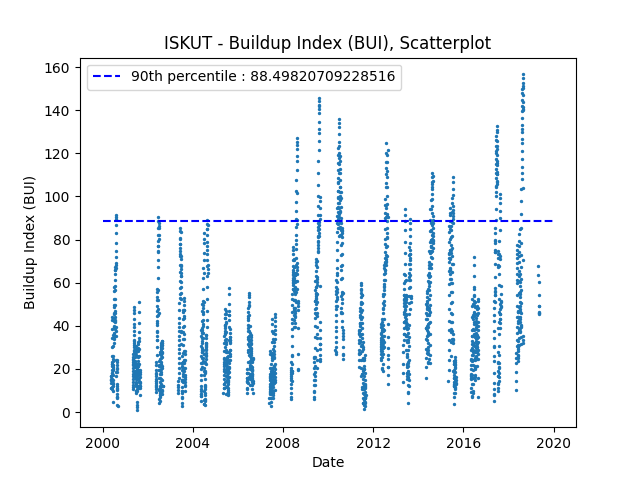 ISKUT - Buildup Index (BUI), Scatterplot
90th percentile : 88.49820709228516
160
140
120
100
80
60
40
20
0
Buildup Index (BUI)
2000 2004 2008 2012 2016 2020
Date